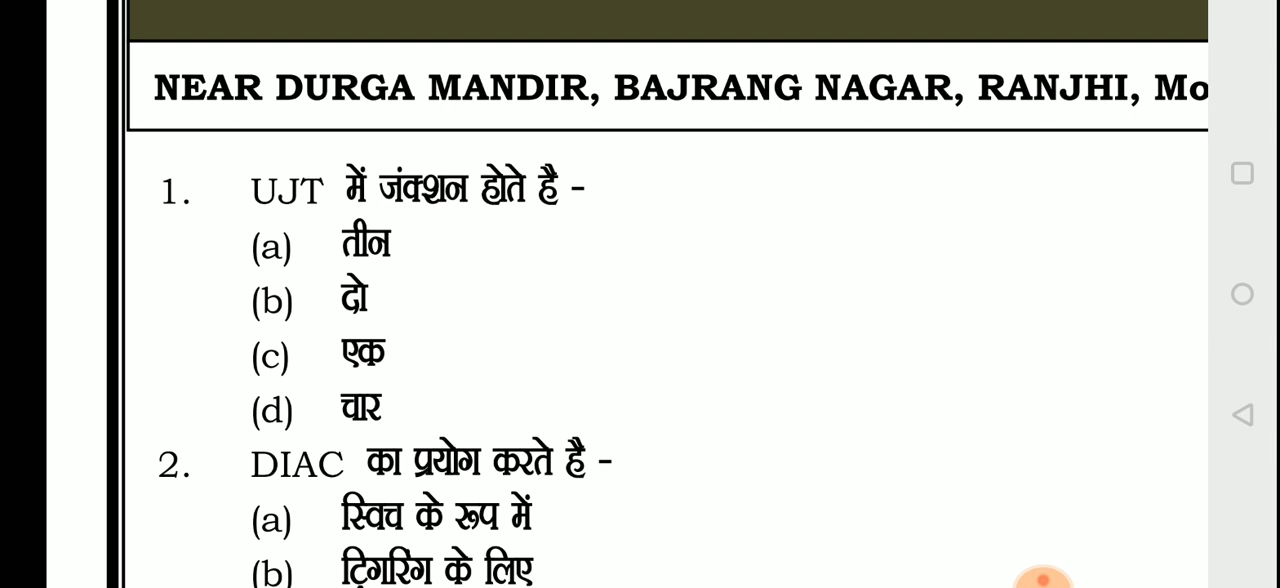 NEAR DURGA MANDIR, BAJRANG NAGAR, RANJHI, Mo
1. UJT में जंक्शन होते है -
(a) तीन
(b) दो
(c) एक
(d) चार
2. DIAC का प्रयोग करते है -
(a) स्विच के रूप में
(b) ट्रिगरिंग के लिए